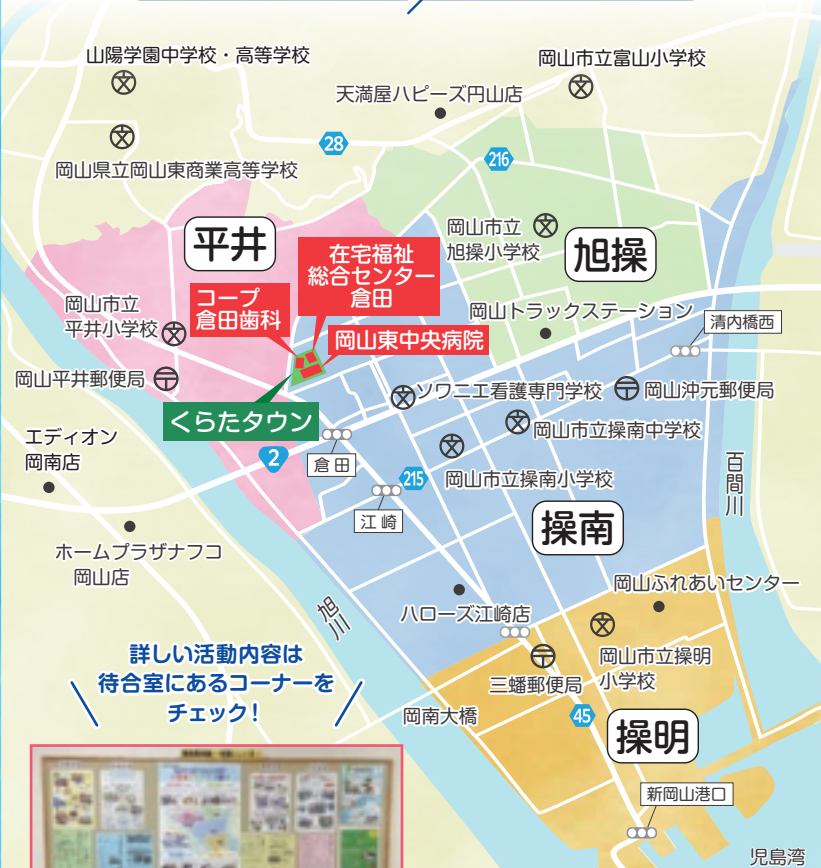 山陽学園中学校・高等学校
岡山市立富山小学校
天満屋ハピーズ円山店
28
216
岡山県立岡山東商業高等学校
平井
在宅福祉
総合センター
倉田
岡山市立
旭操小学校
旭操
コープ
倉田歯科
岡山市立
平井小学校
岡山トラックステーション
清内橋西
岡山東中央病院
岡山平井郵便局
ソワニエ看護専門学校
岡山沖元郵便局
くらたタウン
岡山市立操南中学校
エディオン
岡南店
2
倉田
215
岡山市立操南小学校
百間川
江崎
操南
ホームプラザナフコ
岡山店
岡山ふれあいセンター
旭川
ハローズ江崎店
詳しい活動内容は
待合室にあるコーナーを
チェック！
岡山市立操明
小学校
三蟠郵便局
岡南大橋
45
操明
新岡山港口
児島湾